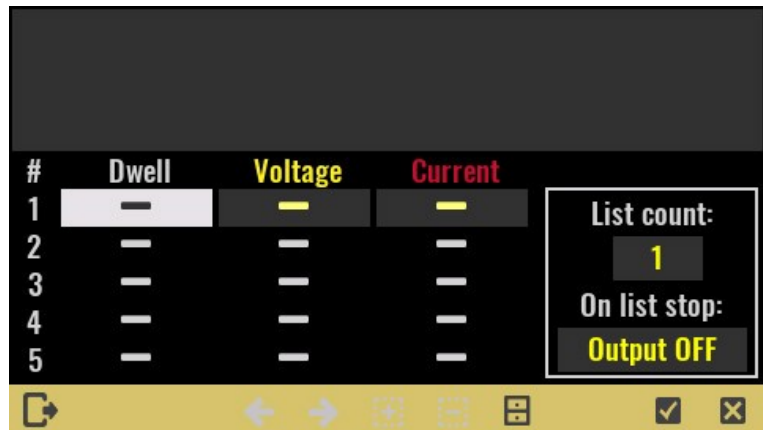 # Dwell Voltage Current
1 — — —
2 — — —
3 — — —
4 — — —
5 — — —
List count:
1
On list stop:
Output OFF